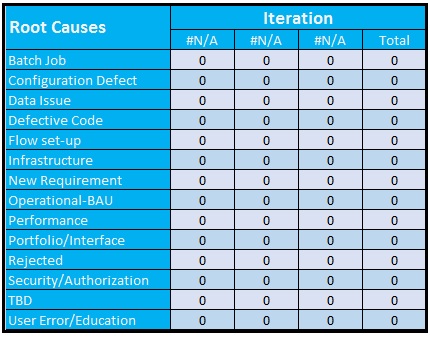 Root Causes Iteration
#N/A #N/A #N/A Total
Batch Job 0 0 0 0
Configuration Defect 0 0 0 0
Data Issue 0 0 0 0
Defective Code 0 0 0 0
Flow set-up 0 0 0 0
Infrastructure 0 0 0 0
New Requirement 0 0 0 0
Operational-BAU 0 0 0 0
Performance 0 0 0 0
Portfolio/Interface 0 0 0 0
Rejected 0 0 0 0
Security/Authorization 0 0 0 0
TBD 0 0 0 0
User Error/Education 0 0 0 0